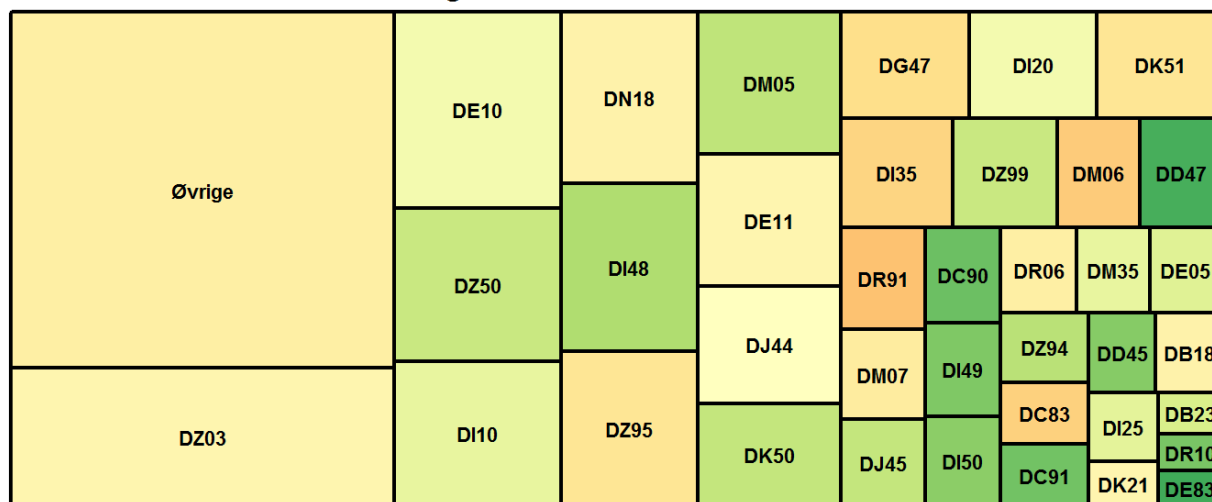 Øvrige
DZ03
DE10
DZ50
DI10
DN18
DI48
DZ95
DM05
DE11
DJ44
DK50
DG47
DI20
DK51
DI35
DZ99
DM06
DD47
DR91
DM07
DJ45
DC90
DI49
DI50
DR06
DM35
DE05
DZ94
DC83
DC91
DD45
DB18
DI25
DK21
DB23
DR10
DE83